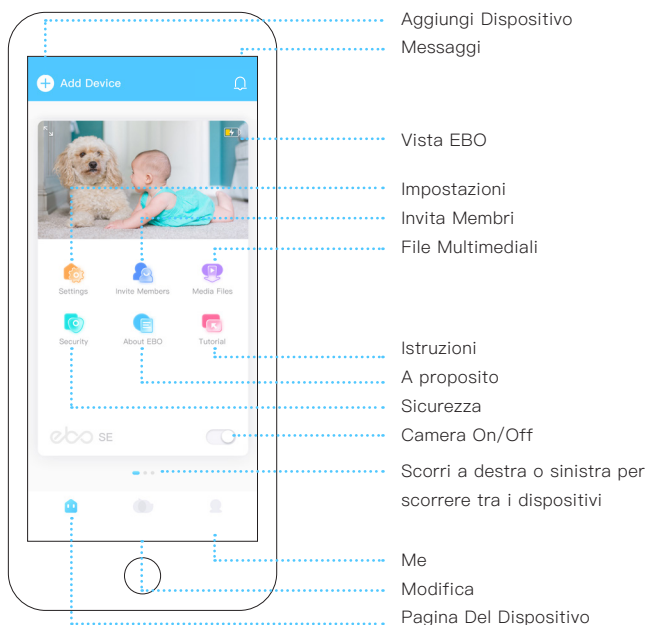 Aggiungi Dispositivo
Messaggi
Add Device
Vista EBO
Impostazioni
Invita Membri
File Multimediali
Settings
Invite Members
Media Files
Security
About EBO
Tutorial
Istruzioni
A proposito
Sicurezza
ebo SE
Camera On/Off
Scorri a destra o sinistra per
scorrere tra i dispositivi
Me
Modifica
Pagina Del Dispositivo